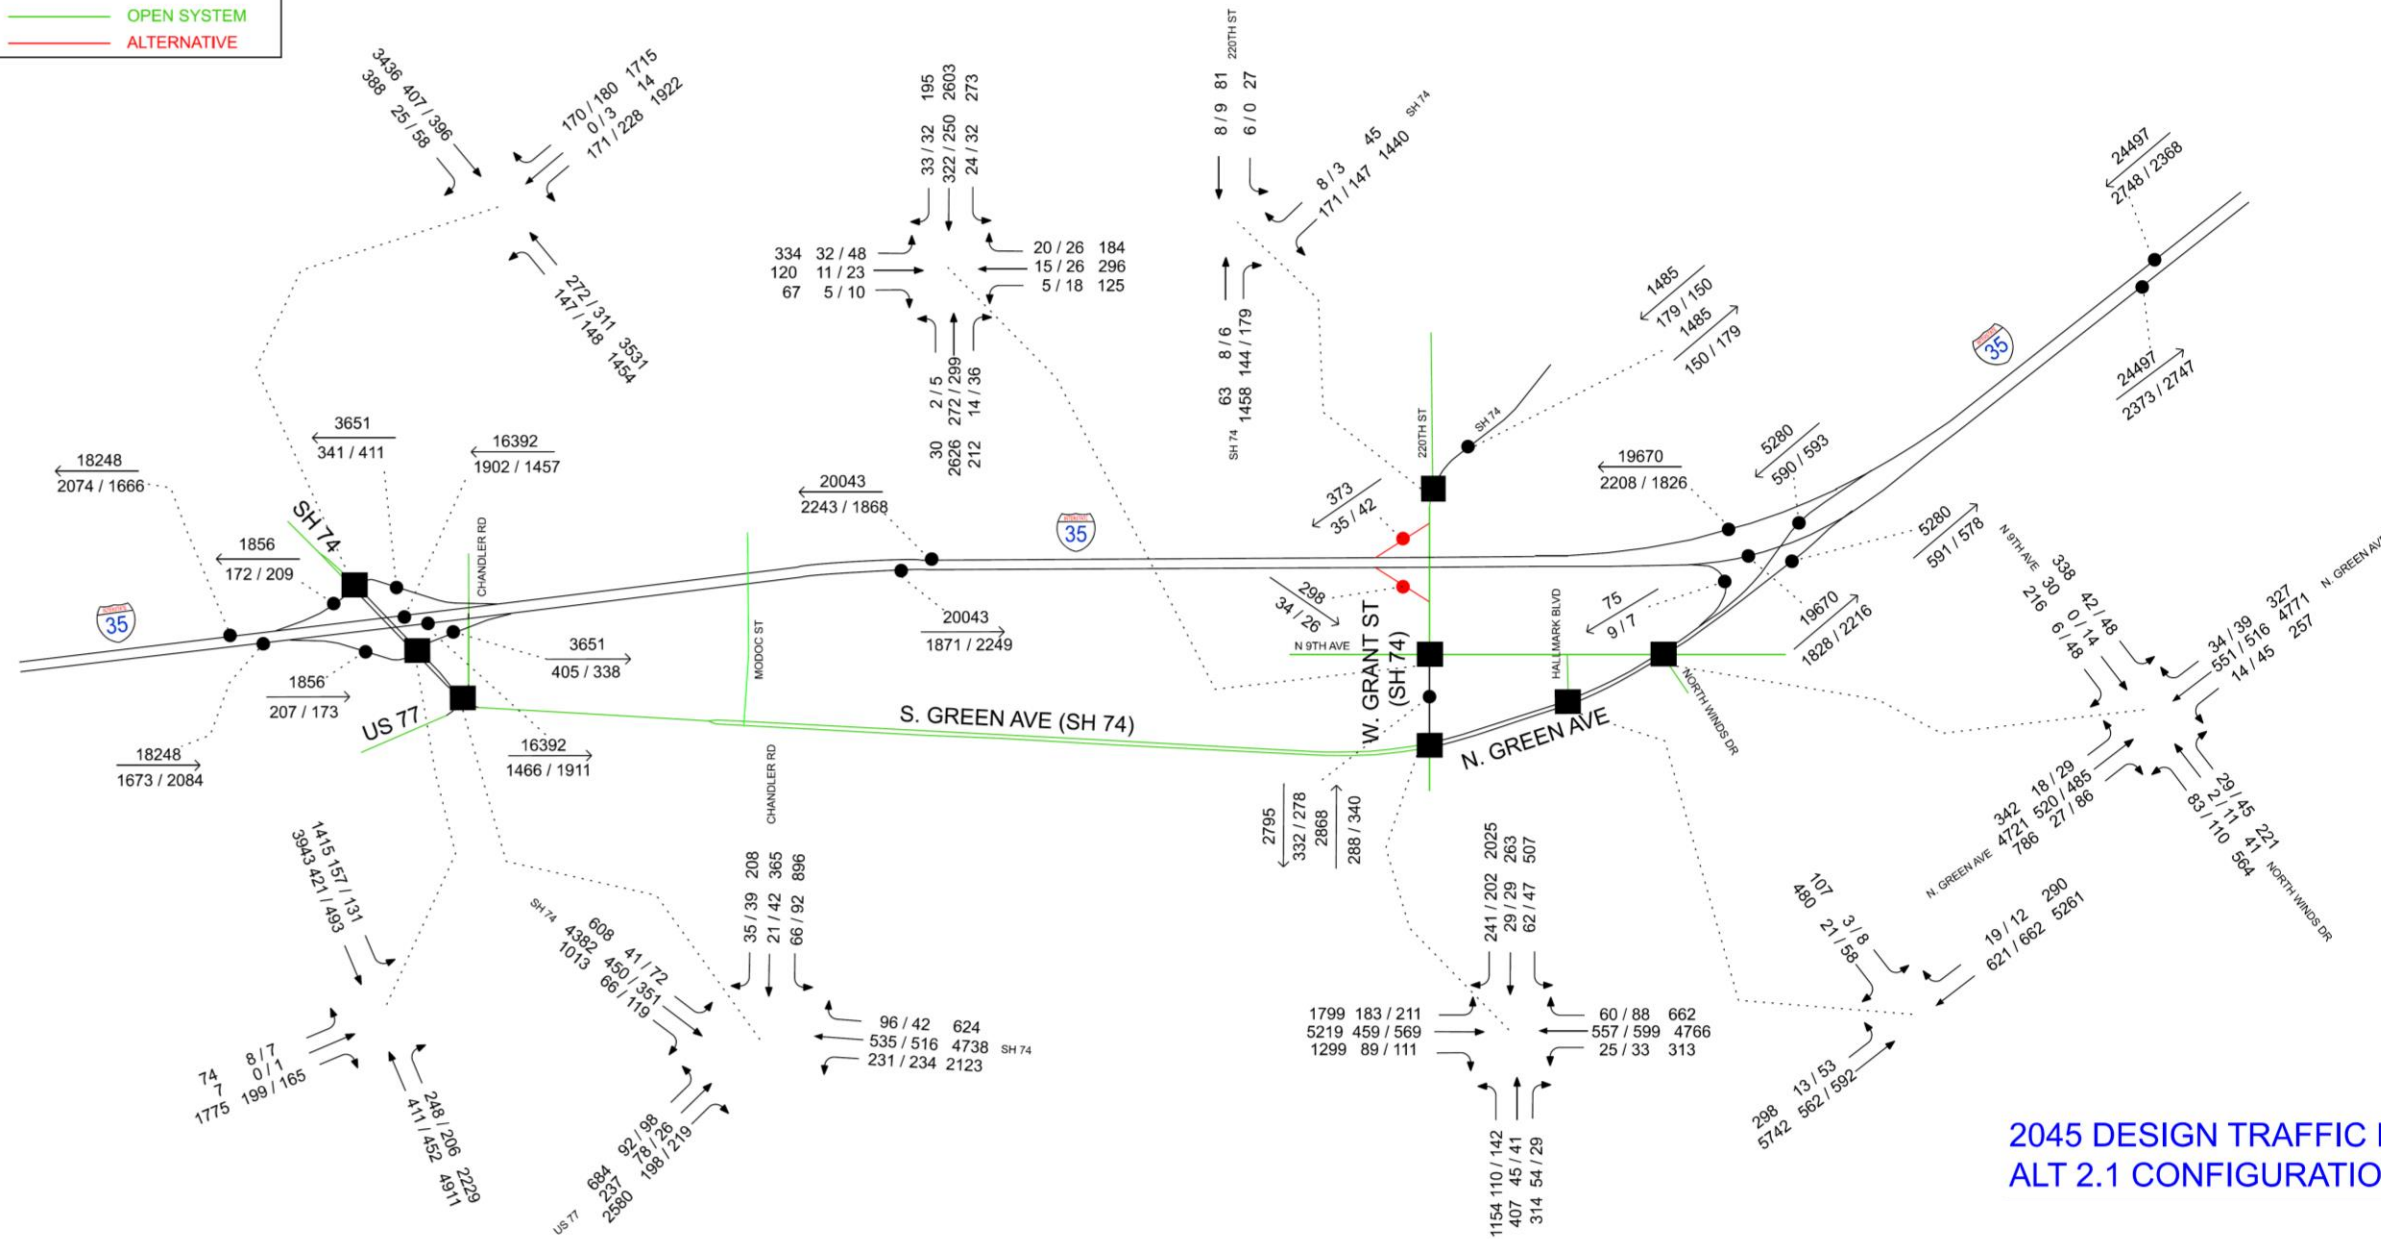 OPEN SYSTEM
ALTERNATIVE
3436 407 / 396
388 25 / 58
170 / 180 1715
0 / 3 14
171 / 228 1922
272 / 311 3531
147 / 148 1454
33 / 32 195
322 / 250 2603
24 / 32 273
334 32 / 48
120 11 / 23
67 5 / 10
20 / 26 184
15 / 26 296
5 / 18 125
30 2 / 5
2626 272 / 299
212 14 / 36
220TH ST
8 / 9 81
6 / 0 27
SH 74
8 / 3 45
171 / 147 1440
63 8 / 6
1458 144 / 179
SH 74
24497
2748 / 2368
24497
2373 / 2747
35
1485
179 / 150
1485
150 / 179
220TH ST
SH 74
3651
341 / 411
16392
1902 / 1457
18248
2074 / 1666
1856
172 / 209
SH 74
CHANDLER RD
35
20043
2243 / 1868
35
373
35 / 42
19670
2208 / 1826
5280
590 / 593
5280
591 / 578
298
34 / 26
75
9 / 7
19670
1828 / 2216
20043
1871 / 2249
3651
405 / 338
1856
207 / 173
18248
1673 / 2084
16392
1466 / 1911
US 77
MODOC ST
S. GREEN AVE (SH 74)
W. GRANT ST
(SH 74)
N 9TH AVE
HALLMARK BLVD
N. GREEN AVE
NORTH WINDS DR
N 9TH AVE
338 42 / 48
30 0 / 14
216 6 / 48
N. GREEN AVE
34 / 39 327
551 / 516 4771
14 / 45 257
342 18 / 29
N. GREEN AVE 4721 520 / 485
786 27 / 86
29 / 45 221
2 / 11 41
83 / 110 564
NORTH WINDS DR
2795
332 / 278
2868
288 / 340
1415 157 / 131
3943 421 / 493
74 8 / 7
7 0 / 1
1775 199 / 165
248 / 206 2229
411 / 452 4911
CHANDLER RD
35 / 39 208
21 / 42 365
66 / 92 896
SH 74
608 41 / 72
4382 450 / 351
1013 66 / 119
96 / 42 624
535 / 516 4738 SH 74
231 / 234 2123
684 92 / 98
237 78 / 26
2580 198 / 219
US 77
241 / 202 2025
29 / 29 263
62 / 47 507
1799 183 / 211
5219 459 / 569
1299 89 / 111
60 / 88 662
557 / 599 4766
25 / 33 313
1154 110 / 142
407 45 / 41
314 54 / 29
107 3 / 8
480 21 / 58
19 / 12 290
621 / 662 5261
298 13 / 53
5742 562 / 592
2045 DESIGN TRAFFIC
ALT 2.1 CONFIGURATIO